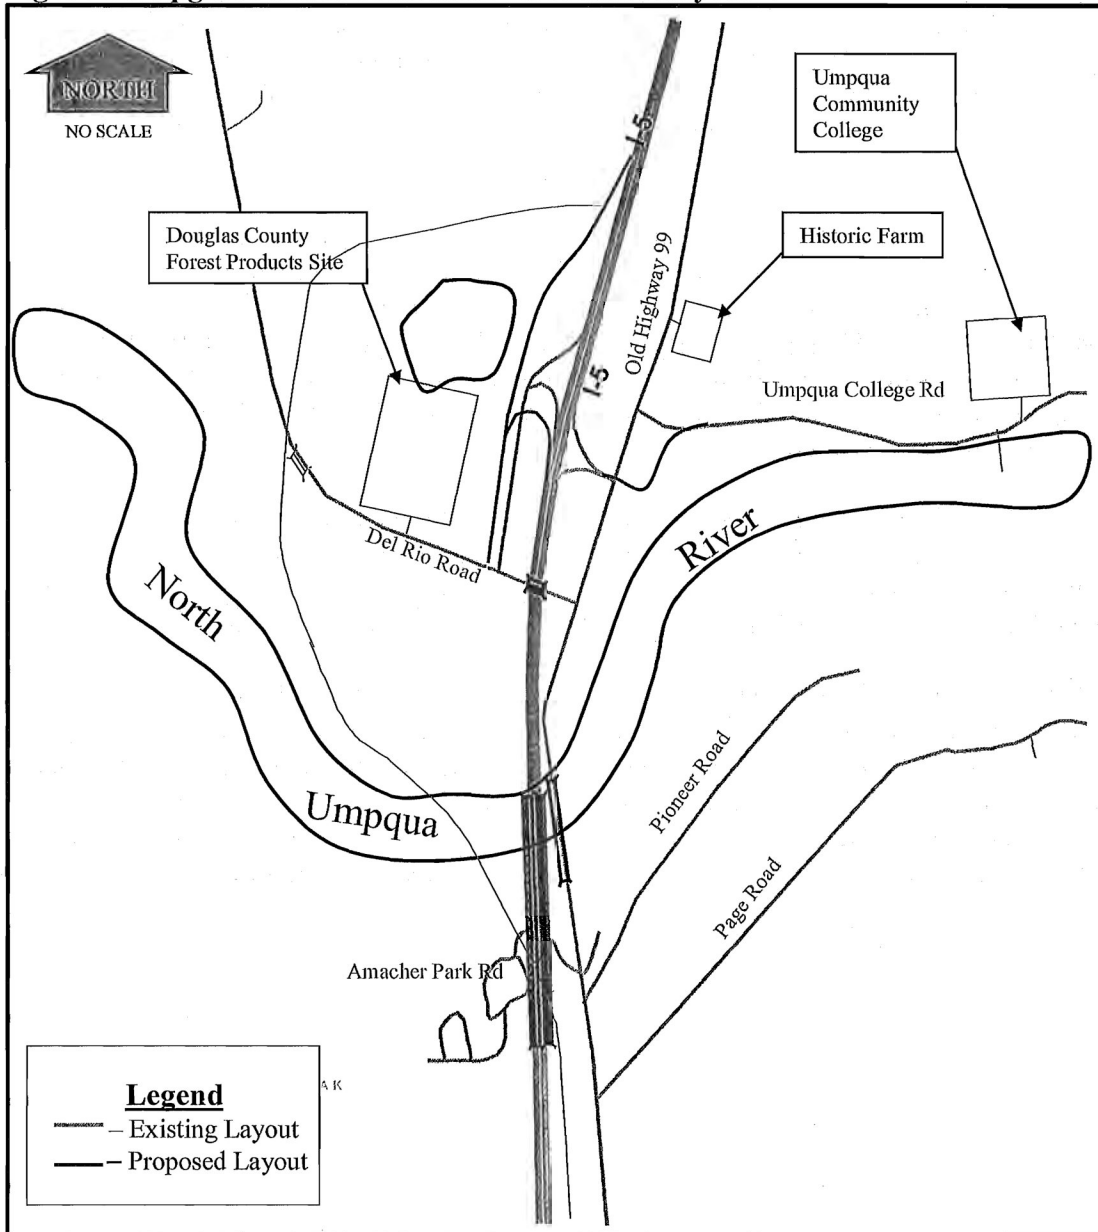 NORTH
NO SCALE
I-5
Umpqua
Community
College
Douglas County
Forest Products Site
Historic Farm
Old Highway 99
I-5
Umpqua College Rd
Del Rio Road
River
North
Umpqua
Pioneer Road
Page Road
Amacher Park Rd
A K
Legend
– Existing Layout
– Proposed Layout